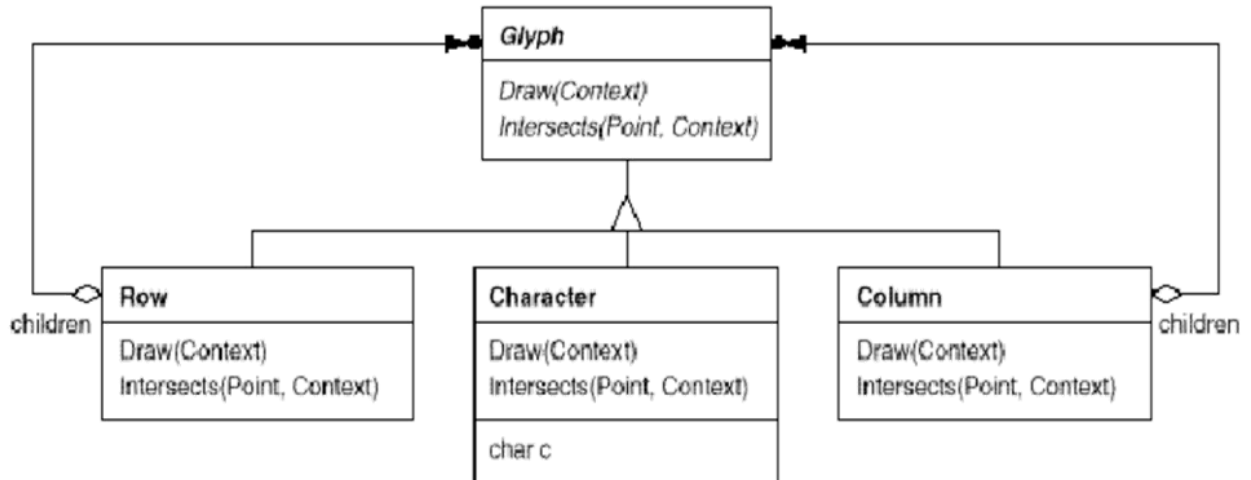 Glyph
Draw(Context)
Intersects(Point, Context)
children
Row
Draw(Context)
Intersects(Point, Context)
Character
Draw(Context)
Intersects(Point, Context)
char c
Column
Draw(Context)
Intersects(Point, Context)
children